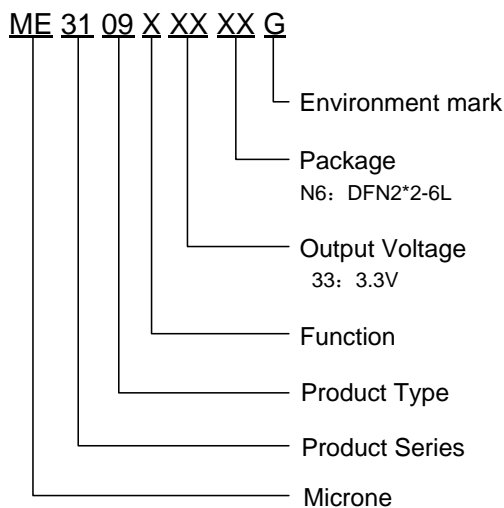 ME 31 09 X XX XX G
Environment mark
Package
N6：DFN2*2-6L
Output Voltage
33：3.3V
Function
Product Type
Product Series
Microne